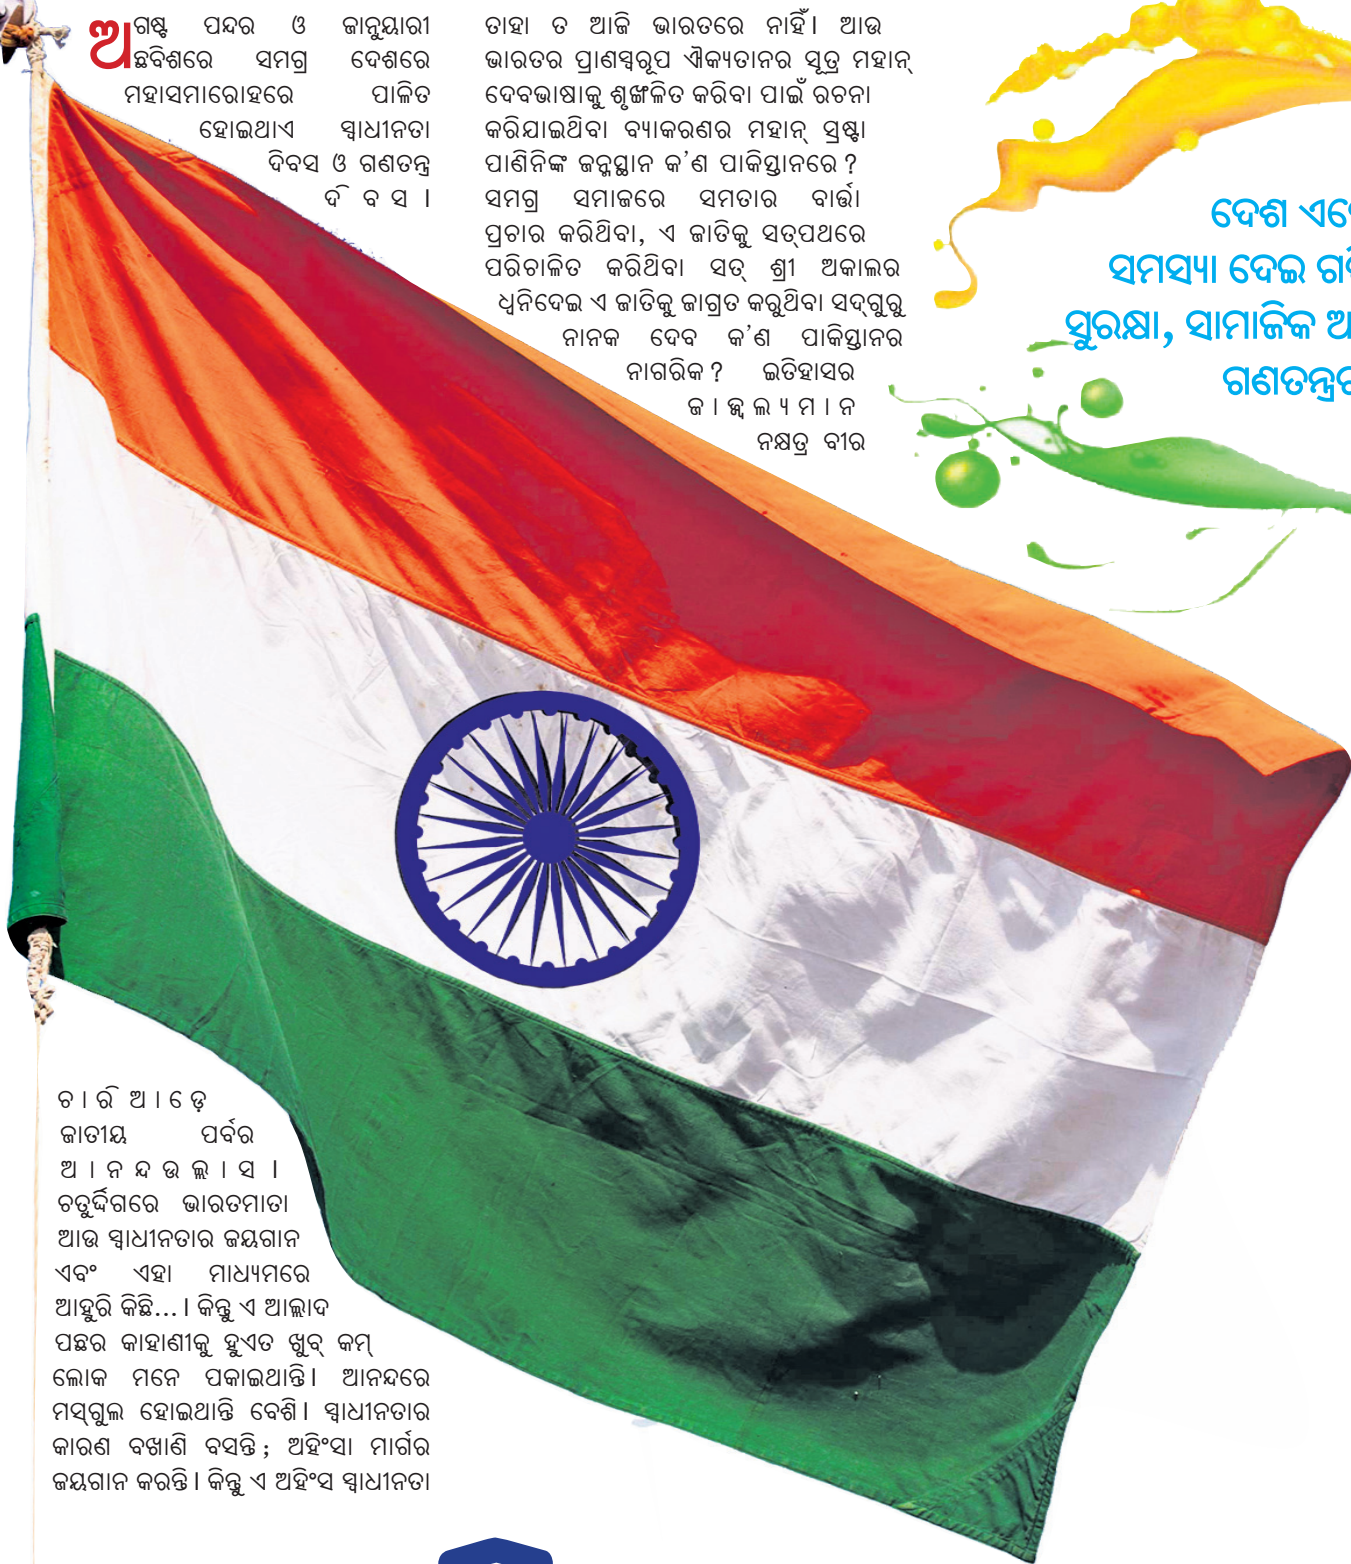 ଅଗଷ୍ଟ ପନ୍ଦର ଓ ଜାନୁୟାରୀ
ଛବିଶରେ ସମଗ୍ର ଦେଶରେ
ମହାସମାରୋହରେ ପାଳିତ
ହୋଇଥାଏ ସ୍ୱାଧୀନତା
ଦିବସ ଓ ଗଣତନ୍ତ୍ର
ଦିବସ।
ଚାରିଆଡ଼େ
ଜାତୀୟ ପର୍ବର
ଆନନ୍ଦଉଲ୍ଲାସ।
ଚତୁର୍ଦ୍ଦିଗରେ ଭାରତମାତା
ଆଉ ସ୍ୱାଧୀନତାର ଜୟଗାନ
ଏବଂ ଏହା ମାଧ୍ୟମରେ
ଆହୁରି କିଛି...। କିନ୍ତୁ ଏ ଆହ୍ଲାଦ
ପଛର କାହାଣୀକୁ ହୁଏତ ଖୁବ୍ କମ୍
ଲୋକ ମନେ ପକାଇଥାନ୍ତି। ଆନନ୍ଦରେ
ମସ୍‌ଗୁଲ ହୋଇଥାନ୍ତି ବେଶି। ସ୍ୱାଧୀନତାର
କାରଣ ବଖାଣି ବସନ୍ତି; ଅହିଂସା ମାର୍ଗର
ଜୟଗାନ କରନ୍ତି। କିନ୍ତୁ ଏ ଅହିଂସ ସ୍ୱାଧୀନତା
ତାହା ତ ଆଜି ଭାରତରେ ନାହିଁ। ଆଉ
ଭାରତର ପ୍ରାଣସ୍ୱରୂପ ଐକ୍ୟତାନର ସୂତ୍ର ମହାନ୍
ଦେବଭାଷାକୁ ଶୃଙ୍ଖଳିତ କରିବା ପାଇଁ ରଚନା
କରିଯାଇଥିବା ବ୍ୟାକରଣର ମହାନ୍ ସ୍ରଷ୍ଟା
ପାଣିନିଙ୍କ ଜନ୍ମସ୍ଥାନ କ’ଣ ପାକିସ୍ତାନରେ?
ସମଗ୍ର ସମାଜରେ ସମତାର ବାର୍ତ୍ତା
ପ୍ରଚାର କରିଥିବା, ଏ ଜାତିକୁ ସତ୍‌ପଥରେ
ପରିଚାଳିତ କରିଥିବା ସତ୍ ଶ୍ରୀ ଅକାଲର
ଧ୍ୱନିଦେଇ ଏ ଜାତିକୁ ଜାଗ୍ରତ କରୁଥିବା ସଦ୍‌ଗୁରୁ
ନାନକ ଦେବ କ’ଣ ପାକିସ୍ତାନର
ନାଗରିକ? ଇତିହାସର
ଜାଜ୍ଜ୍ୱଲ୍ୟମାନ
ନକ୍ଷତ୍ର ବୀର
ଦେଶ
ସମସ୍ୟା ଦେଇ
ସୁରକ୍ଷା, ସାମାଜିକ